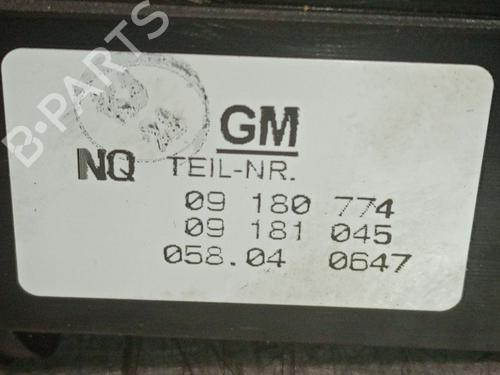 B-PARTS
GM
NQ TEIL-NR.
09 180 774
09 181 045
058.04 0647